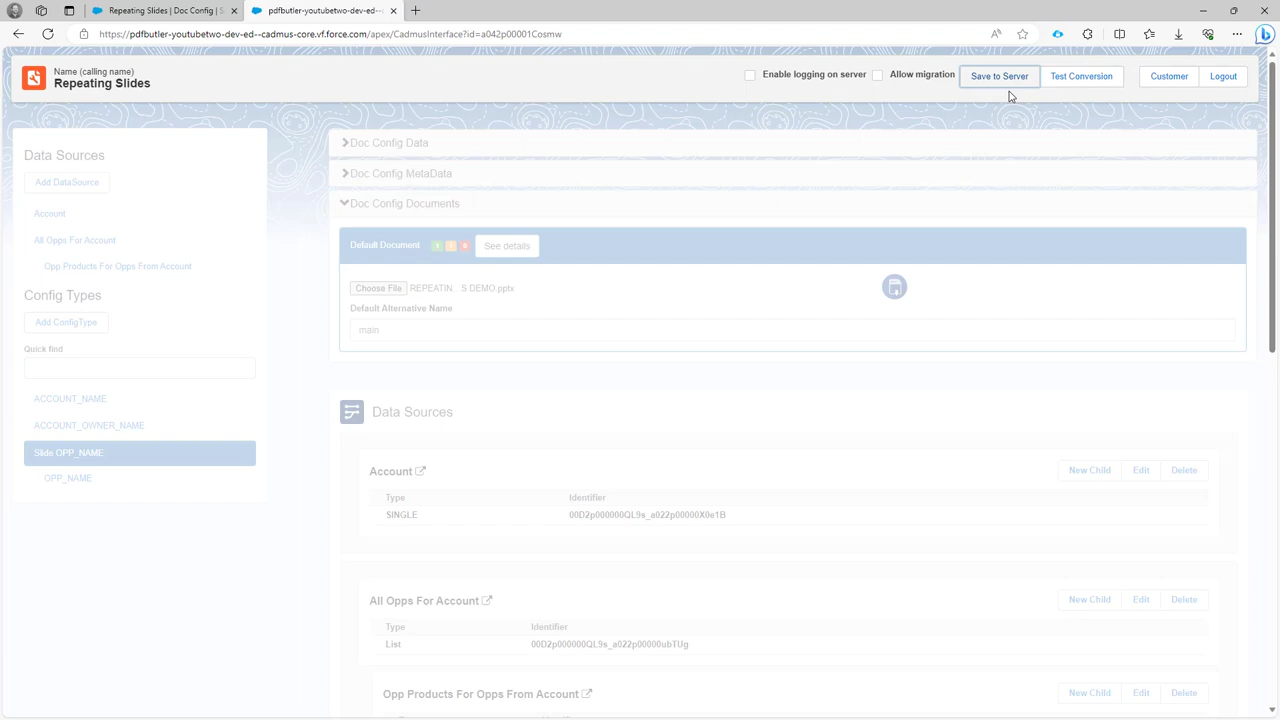 Repeating Slides | Doc Config | S
pdfbutler-youtubetwo-dev-ed--
https://pdfbutler-youtubetwo-dev-ed--cadmus-core.vf.force.com/apex/CadmusInterface?id=a042p00001Cosmw
Name (calling name)
Repeating Slides
Enable logging on server
Allow migration
Save to Server
Test Conversion
Customer
Logout
Data Sources
Add DataSource
Account
All Opps For Account
Opp Products For Opps From Account
Config Types
Add ConfigType
Quick find
ACCOUNT_NAME
ACCOUNT_OWNER_NAME
Slide OPP_NAME
OPP_NAME
Doc Config Data
Doc Config MetaData
Doc Config Documents
Default Document
See details
Choose File REPEATIN...S DEMO.pptx
Default Alternative Name
main
Data Sources
Account
New Child Edit Delete
Type Identifier
SINGLE 00D2p000000QL9s_a022p00000X0e1B
All Opps For Account
New Child Edit Delete
Type Identifier
List 00D2p000000QL9s_a022p00000ubTUg
Opp Products For Opps From Account
New Child Edit Delete